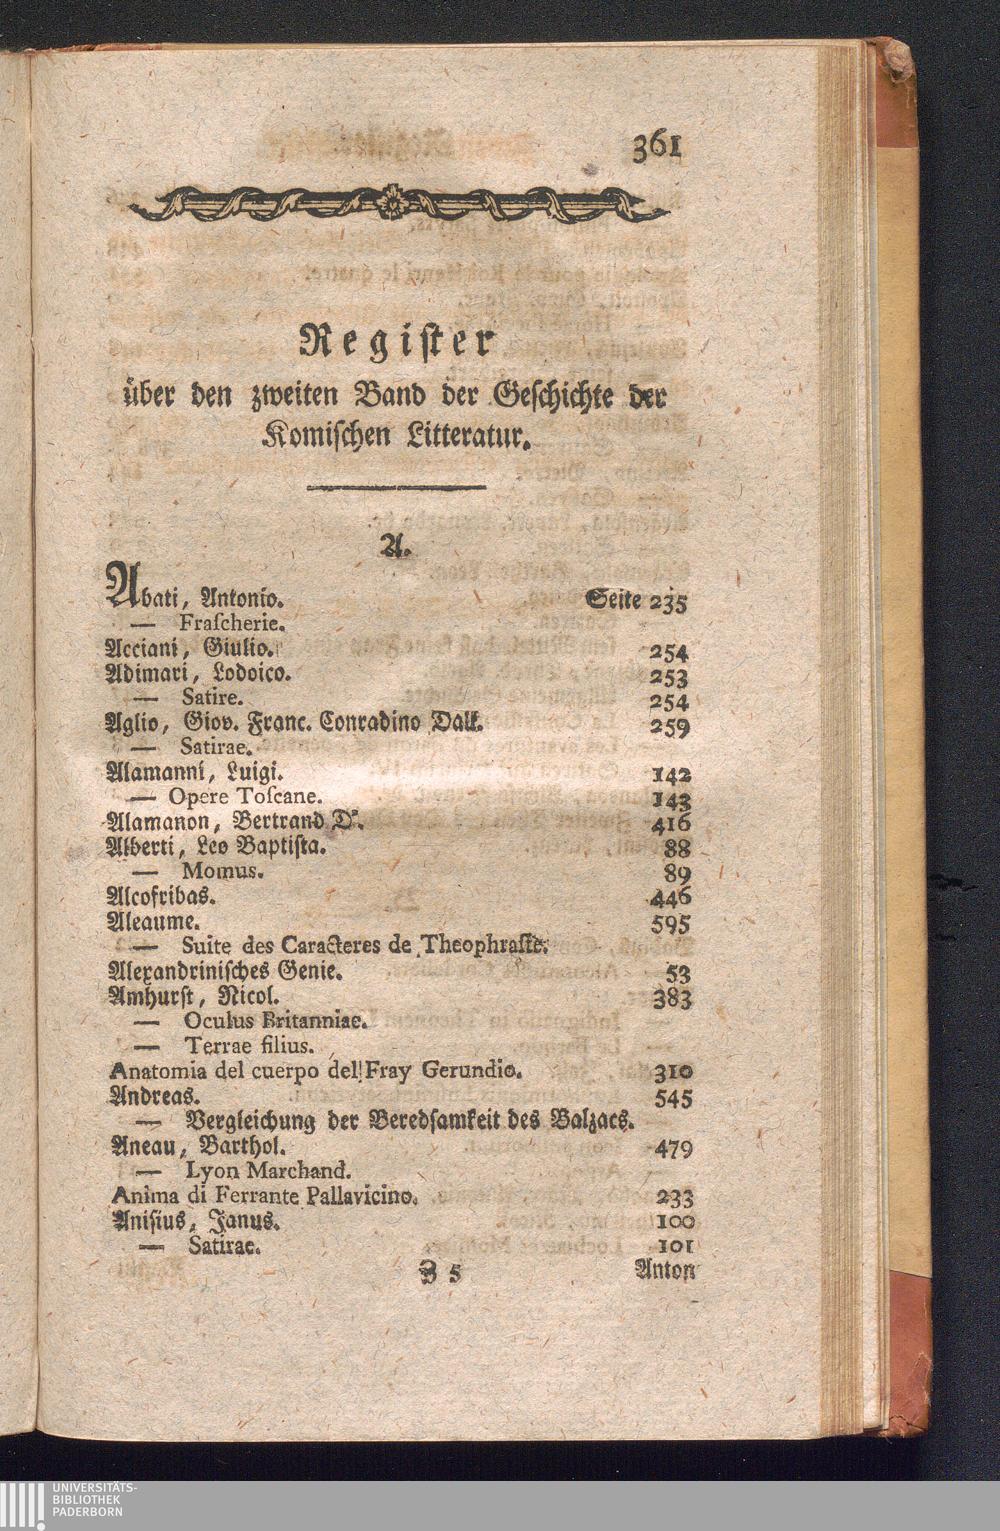 361
Register
über den zweiten Band der Geschichte der
Komischen Litteratur.
A.
Abati, Antonio. Seite 235
— Frascherie.
Acciani, Giulio. 254
Adimari, Lodoico. 253
— Satire. 254
Aglio, Giov. Franc. Conradino Dall. 259
— Satirae.
Alamanni, Luigi. 142
— Opere Toscane. 143
Alamanon, Bertrand D'. 416
Alberti, Leo Baptista. 88
— Momus. 89
Alcofribas. 446
Aleaume. 595
— Suite des Caracteres de Theophraste.
Alexandrinisches Genie. 53
Amhurst, Nicol. 383
— Oculus Britanniae.
— Terrae filius.
Anatomia del cuerpo del Fray Gerundio. 310
Andreas. 545
— Vergleichung der Beredsamkeit des Balzacs.
Aneau, Barthol. 479
— Lyon Marchand.
Anima di Ferrante Pallavicino. 233
Anisius, Janus. 100
— Satirae. 101
Z 5 Anton
UNIVERSITÄTS-
BIBLIOTHEK
PADERBORN